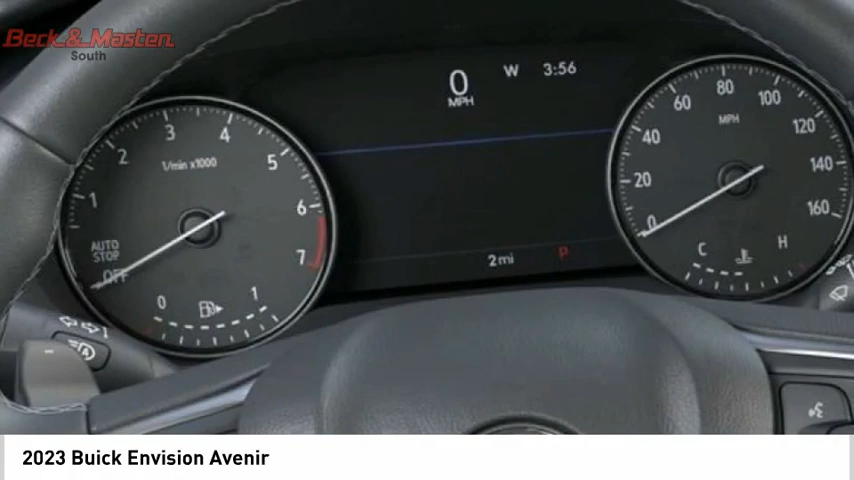 Beck & Masten
South
0
MPH
W 3:56
1 2 3 4 5 6 7
1/min x1000
AUTO
STOP
OFF
0 1
2 mi P
0 20 40 60 80 100 120 140 160
MPH
C H
2023 Buick Envision Avenir